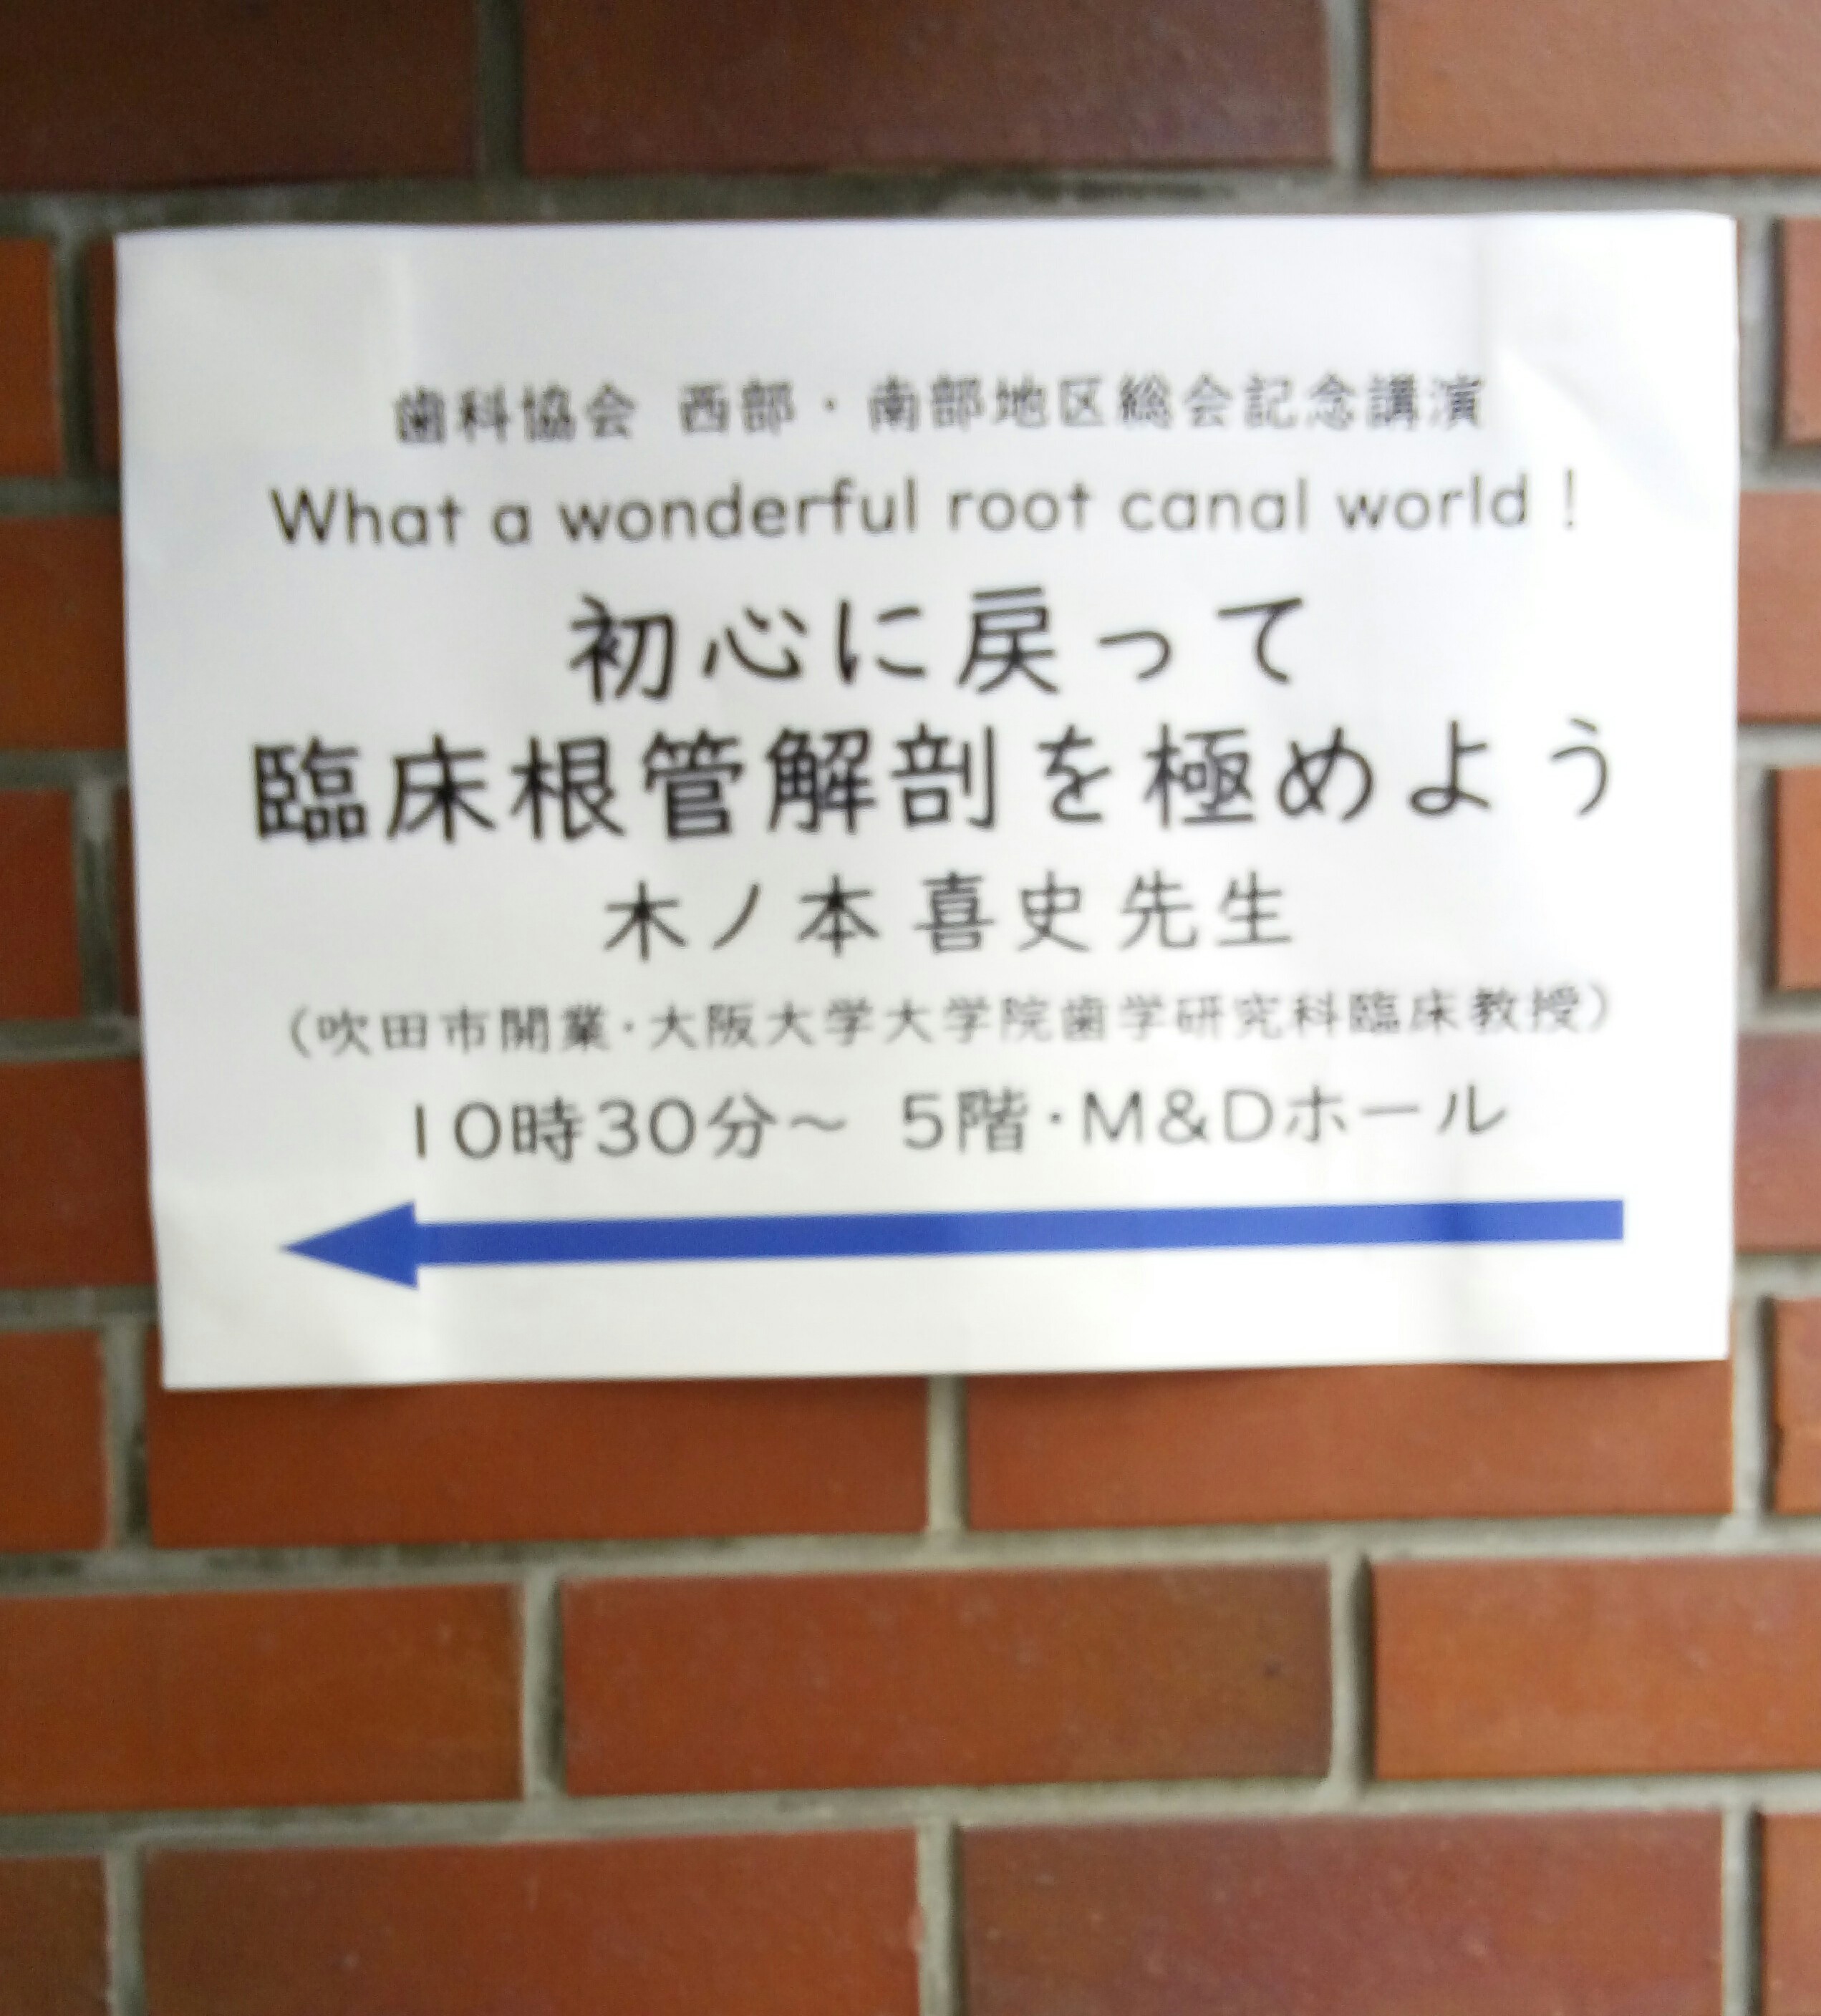 歯科協会 西部・南部地区総会記念講演
What a wonderful root canal world！
初心に戻って
臨床根管解剖を極めよう
木ノ本 喜史 先生
（吹田市開業・大阪大学大学院歯学研究科臨床教授）
10時30分～ 5階・M&Dホール